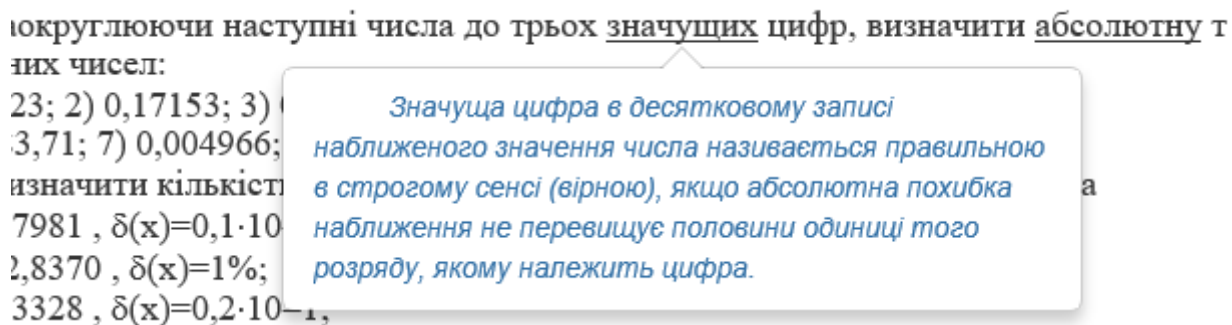 округлюючи наступні числа до трьох значущих цифр, визначити абсолютну т
них чисел:
23; 2) 0,17153; 3)
Значуща цифра в десятковому записі
3,71; 7) 0,004966;
наближеного значення числа називається правильною
изначити кількіст
в строгому сенсі (вірною), якщо абсолютна похибка
а
7981 , δ(x)=0,1·10
наближення не перевищує половини одиниці того
2,8370 , δ(x)=1%;
розряду, якому належить цифра.
3328 , δ(x)=0,2·10–1;